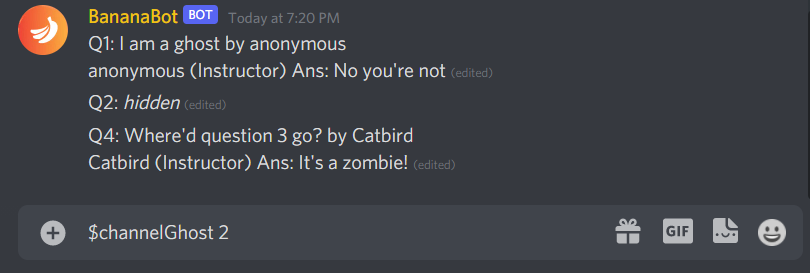 BananaBot BOT Today at 7:20 PM
Q1: I am a ghost by anonymous
anonymous (Instructor) Ans: No you're not (edited)
Q2: hidden (edited)
Q4: Where'd question 3 go? by Catbird
Catbird (Instructor) Ans: It's a zombie! (edited)
$channelGhost 2
GIF